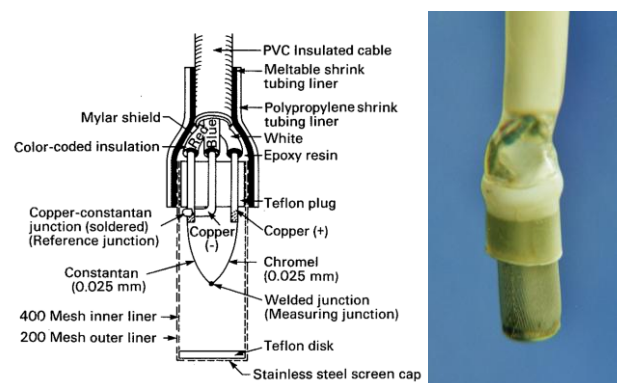 PVC Insulated cable
Meltable shrink
tubing liner
Polypropylene shrink
tubing liner
Mylar shield
Red
Blue
White
Color-coded insulation
Epoxy resin
Teflon plug
Copper-constantan
junction (soldered)
(Reference junction)
Copper
(-)
Copper (+)
Constantan
(0.025 mm)
Chromel
(0.025 mm)
Welded junction
(Measuring junction)
400 Mesh inner liner
200 Mesh outer liner
Teflon disk
Stainless steel screen cap